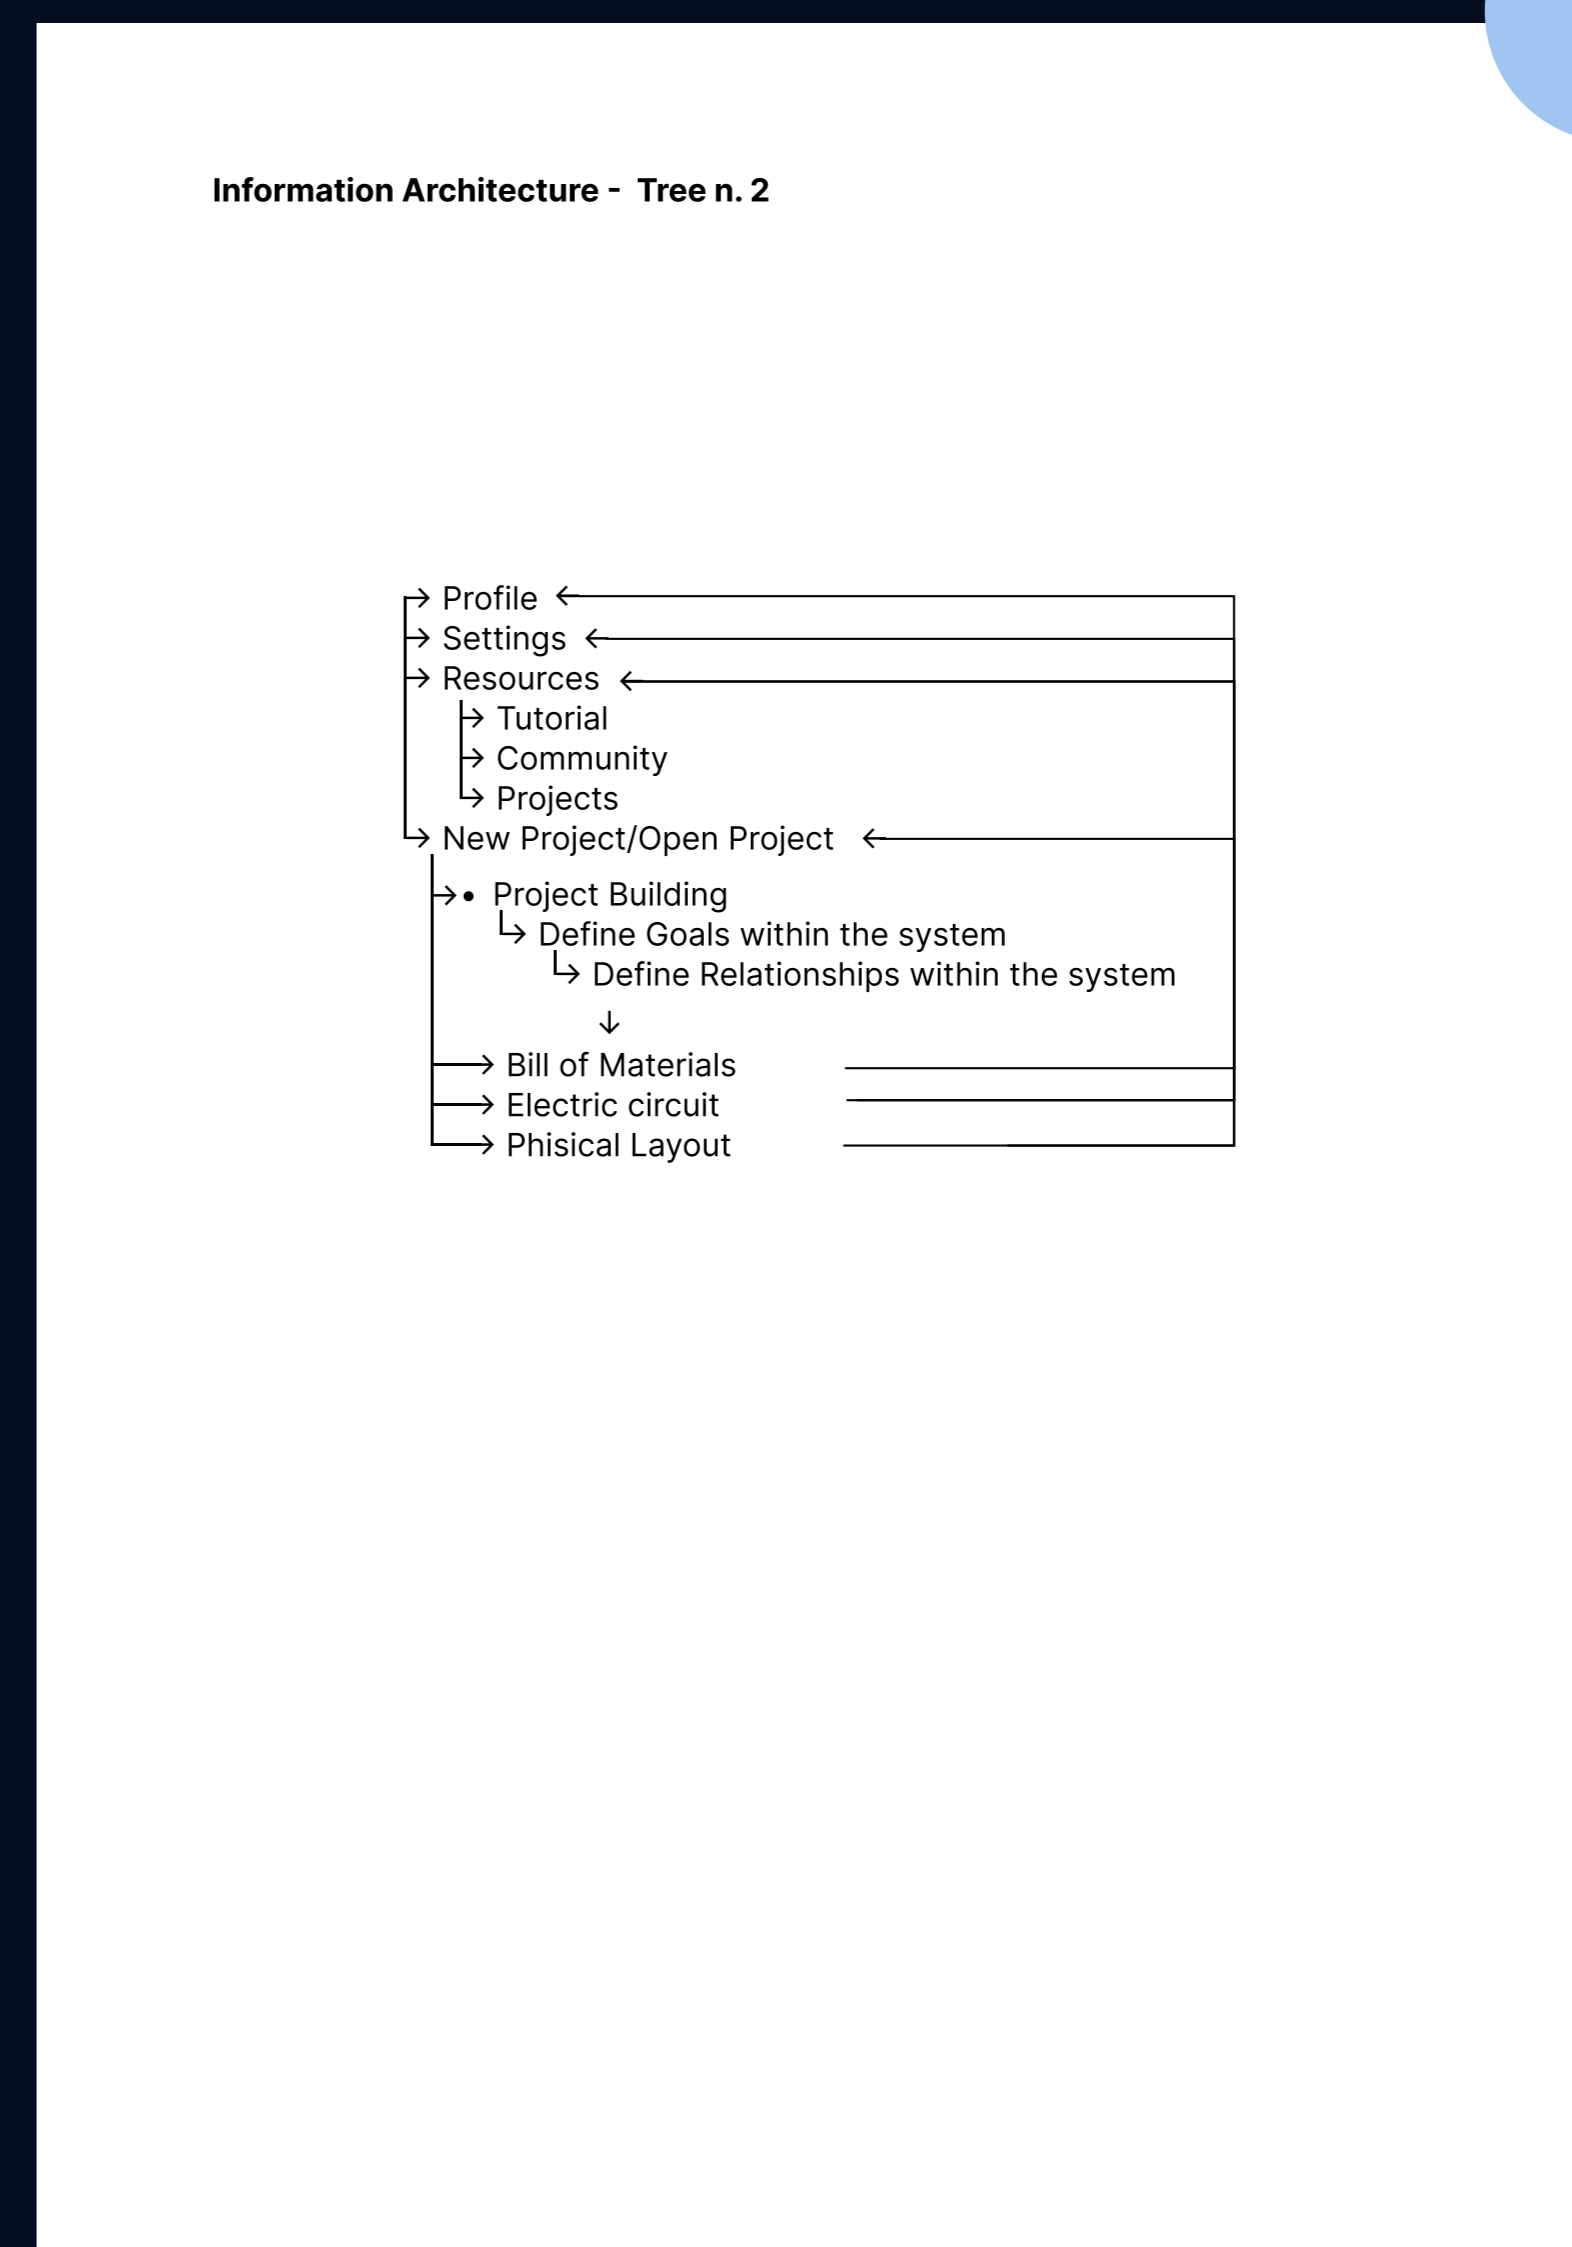 Information Architecture - Tree n. 2
Profile
Settings
Resources
Tutorial
Community
Projects
New Project/Open Project
• Project Building
Define Goals within the system
Define Relationships within the system
Bill of Materials
Electric circuit
Phisical Layout